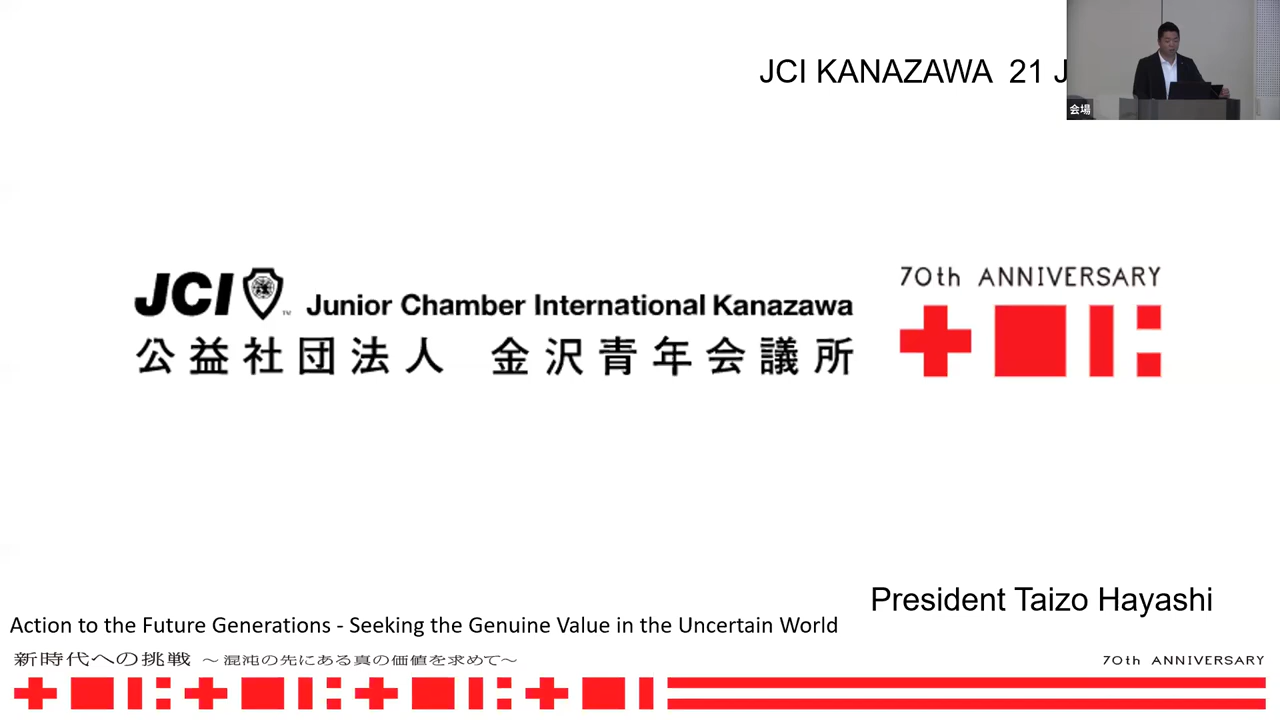 JCI KANAZAWA 21 J
会場
JCI Junior Chamber International Kanazawa
TM
公益社団法人 金沢青年会議所
70th ANNIVERSARY
President Taizo Hayashi
Action to the Future Generations - Seeking the Genuine Value in the Uncertain World
新時代への挑戦 ～混沌の先にある真の価値を求めて～
70th ANNIVERSARY